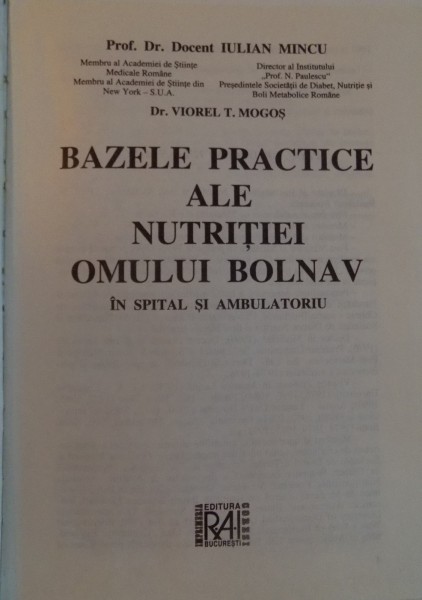 Prof. Dr. Docent IULIAN MINCU
Membru al Academiei de Științe
Medicale Române
Membru al Academiei de Științe din
New York – S.U.A.
Director al Institutului
„Prof. N. Paulescu”
Președintele Societății de Diabet, Nutriție și
Boli Metabolice Române
Dr. VIOREL T. MOGOȘ
BAZELE PRACTICE
ALE
NUTRIȚIEI
OMULUI BOLNAV
ÎN SPITAL ȘI AMBULATORIU
IMPRIMERIA
EDITURA
RAI
BUCUREȘTI
CORESI